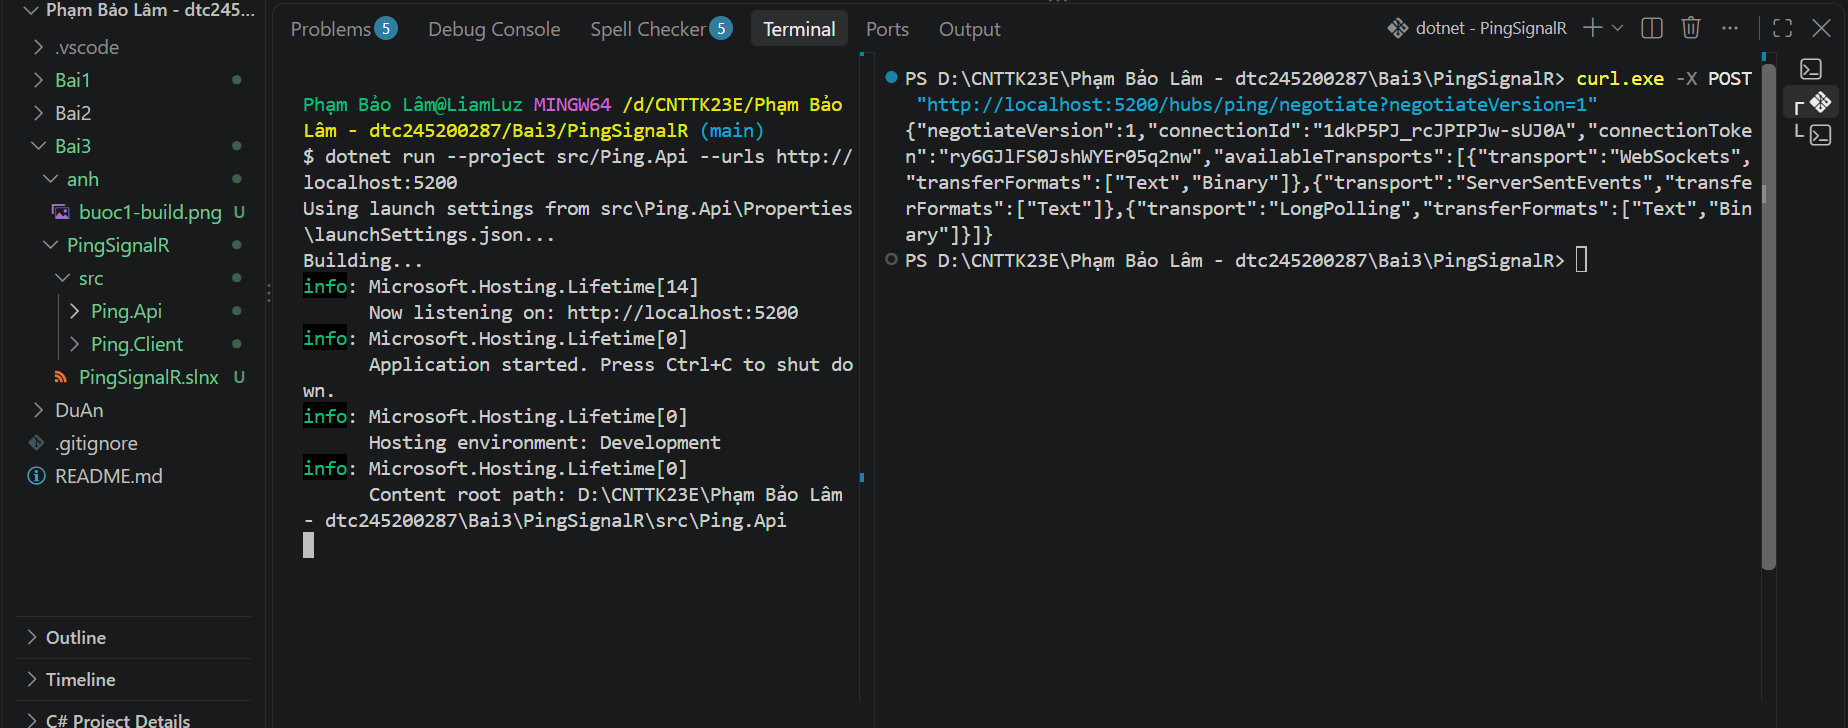 Phạm Bảo Lâm - dtc245...
.vscode
Bai1
Bai2
Bai3
anh
buoc1-build.png U
PingSignalR
src
Ping.Api
Ping.Client
PingSignalR.slnx U
DuAn
.gitignore
README.md
Outline
Timeline
C# Project Details
Problems 5 Debug Console Spell Checker 5 Terminal Ports Output
dotnet - PingSignalR
Phạm Bảo Lâm@LiamLuz MINGW64 /d/CNTTK23E/Phạm Bảo
Lâm - dtc245200287/Bai3/PingSignalR (main)
$ dotnet run --project src/Ping.Api --urls http://
localhost:5200
Using launch settings from src\Ping.Api\Properties
\launchSettings.json...
Building...
info: Microsoft.Hosting.Lifetime[14]
Now listening on: http://localhost:5200
info: Microsoft.Hosting.Lifetime[0]
Application started. Press Ctrl+C to shut do
wn.
info: Microsoft.Hosting.Lifetime[0]
Hosting environment: Development
info: Microsoft.Hosting.Lifetime[0]
Content root path: D:\CNTTK23E\Phạm Bảo Lâm
- dtc245200287\Bai3\PingSignalR\src\Ping.Api
PS D:\CNTTK23E\Phạm Bảo Lâm - dtc245200287\Bai3\PingSignalR> curl.exe -X POST
"http://localhost:5200/hubs/ping/negotiate?negotiateVersion=1"
{"negotiateVersion":1,"connectionId":"1dkP5PJ_rcJPIPJw-sUJ0A","connectionToke
n":"ry6GJlFS0JshWYEr05q2nw","availableTransports":[{"transport":"WebSockets",
"transferFormats":["Text","Binary"]},{"transport":"ServerSentEvents","transfe
rFormats":["Text"]},{"transport":"LongPolling","transferFormats":["Text","Bin
ary"]}]}
PS D:\CNTTK23E\Phạm Bảo Lâm - dtc245200287\Bai3\PingSignalR>